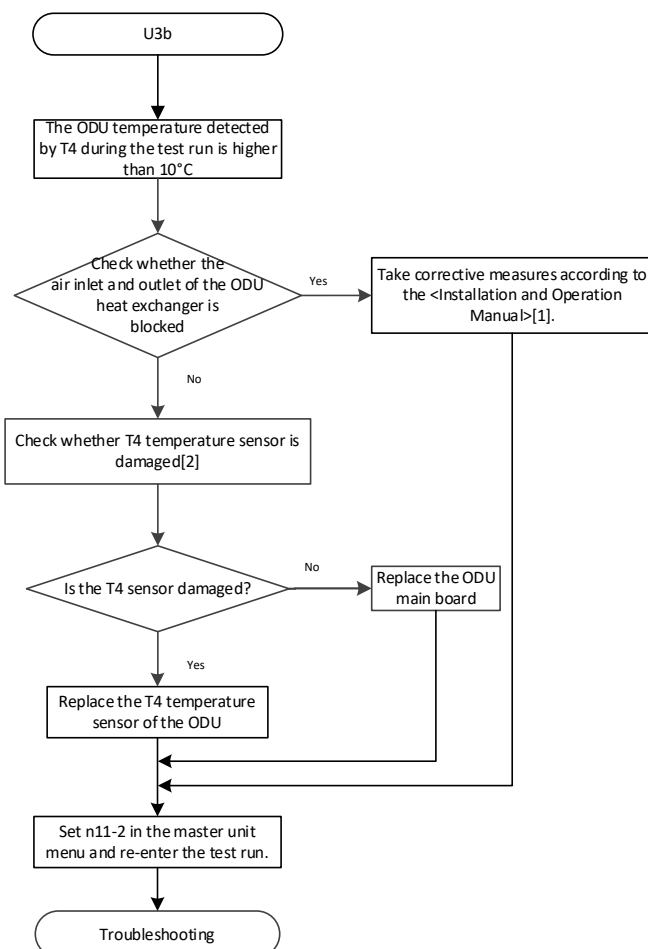 U3b
The ODU temperature detected
by T4 during the test run is higher
than 10°C
Check whether the
air inlet and outlet of the ODU
heat exchanger is
blocked
Yes
Take corrective measures according to
the <Installation and Operation
Manual>[1].
No
Check whether T4 temperature sensor is
damaged[2]
Is the T4 sensor damaged?
No
Replace the ODU
main board
Yes
Replace the T4 temperature
sensor of the ODU
Set n11-2 in the master unit
menu and re-enter the test run.
Troubleshooting